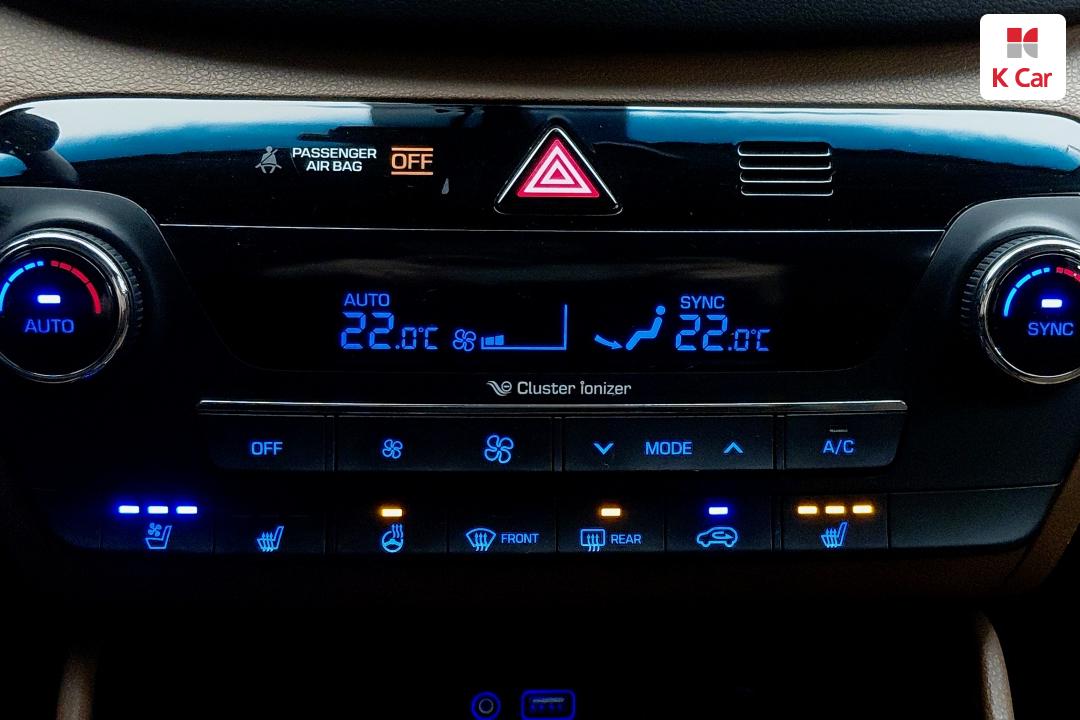 K Car
PASSENGER
AIR BAG
OFF
AUTO
SYNC
22.0°C
22.0°C
AUTO
SYNC
Cluster ionizer
OFF
MODE
A/C
FRONT
REAR